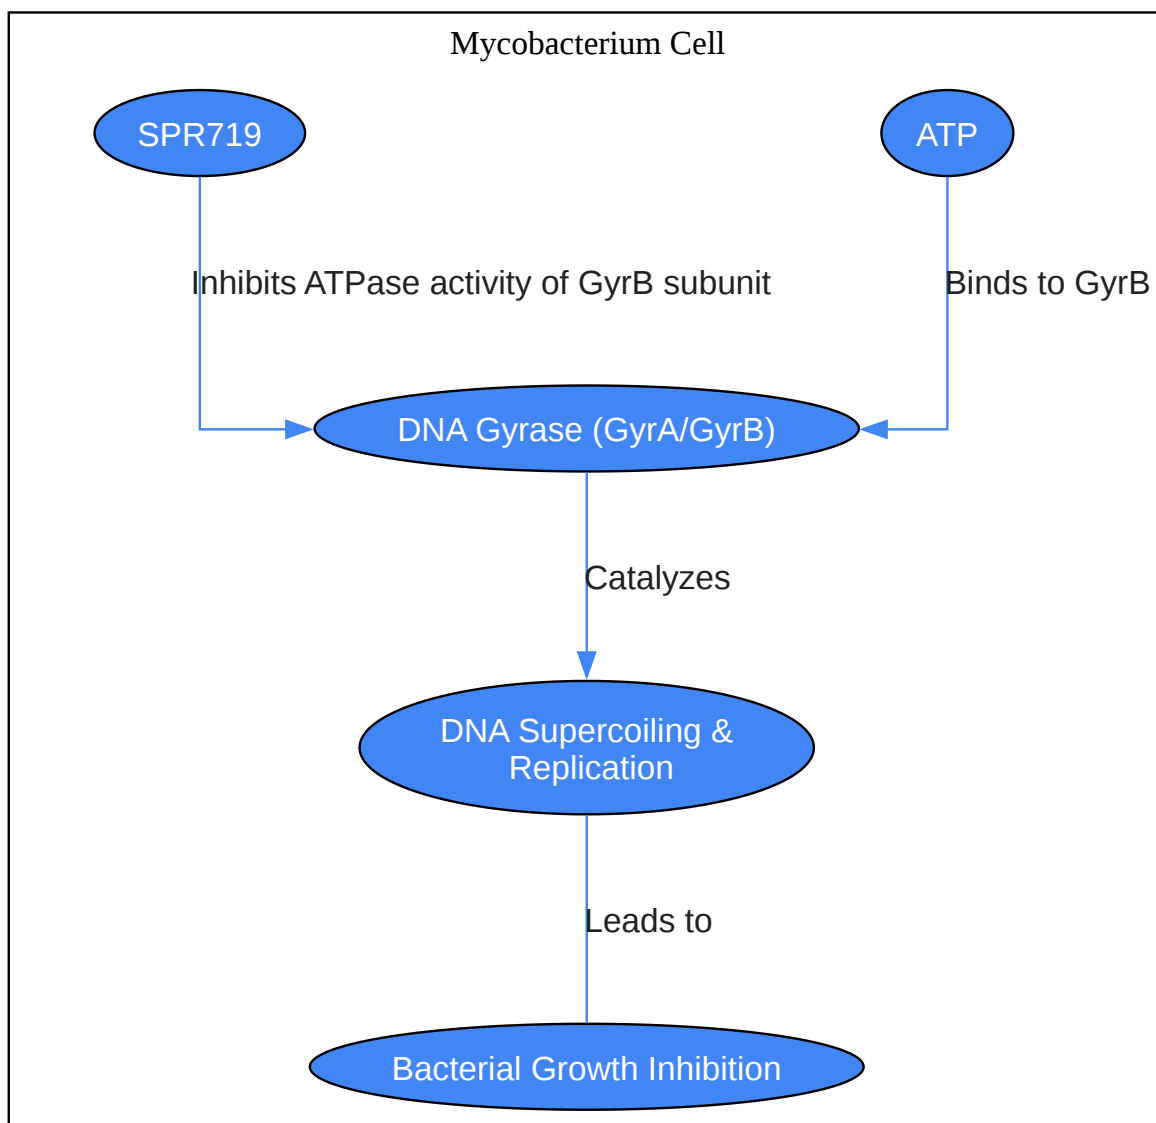 Mycobacterium Cell
SPR719
ATP
Inhibits ATPase activity of GyrB subunit
Binds to GyrB
DNA Gyrase (GyrA/GyrB)
Catalyzes
DNA Supercoiling &
Replication
Leads to
Bacterial Growth Inhibition